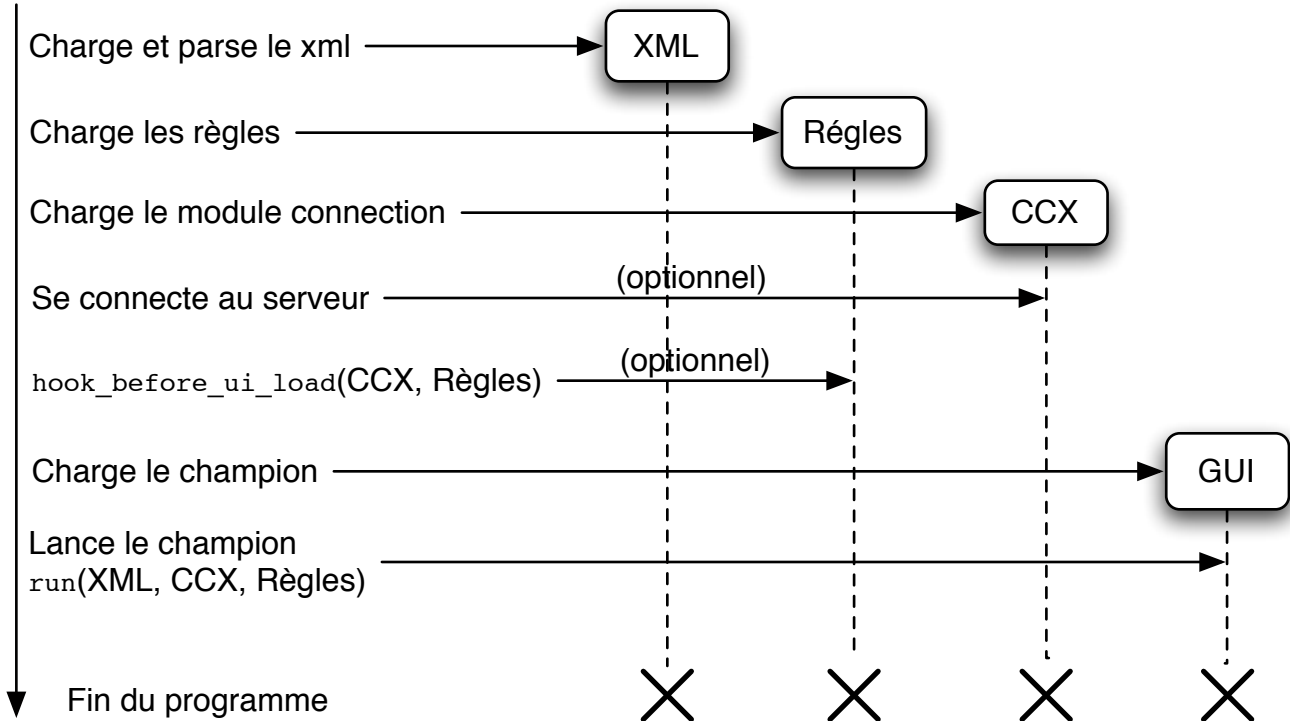 Charge et parse le xml
XML
Charge les règles
Régles
Charge le module connection
CCX
Se connecte au serveur
(optionnel)
hook_before_ui_load(CCX, Règles)
(optionnel)
Charge le champion
GUI
Lance le champion
run(XML, CCX, Règles)
Fin du programme